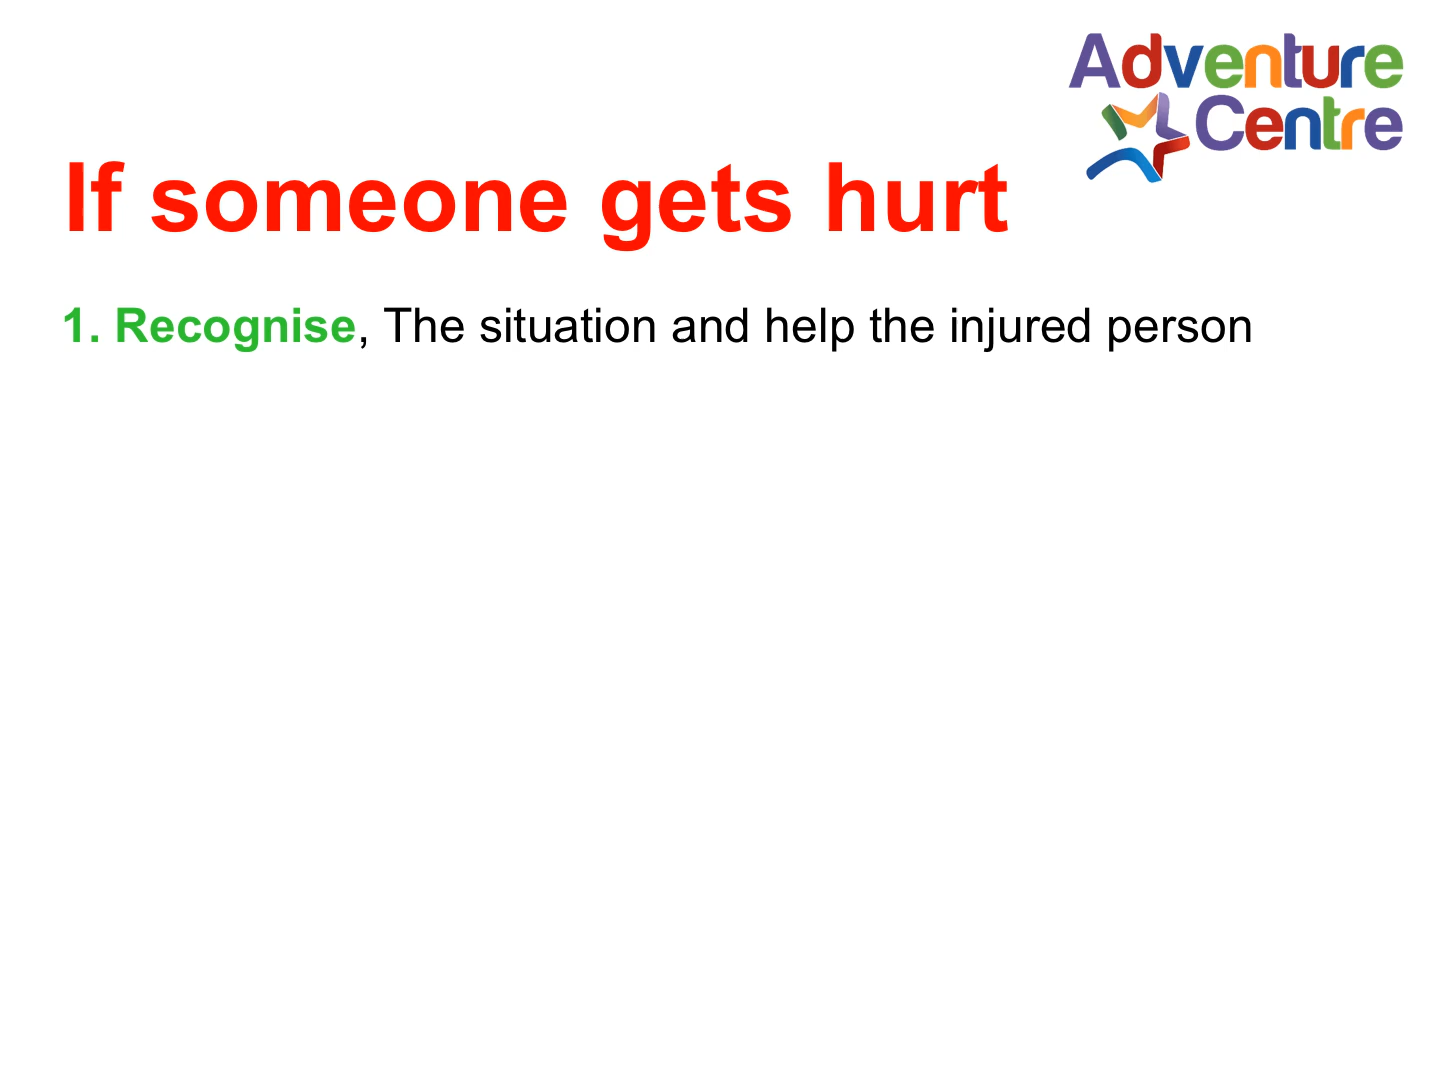 Adventure
Centre
If someone gets hurt
1. Recognise, The situation and help the injured person